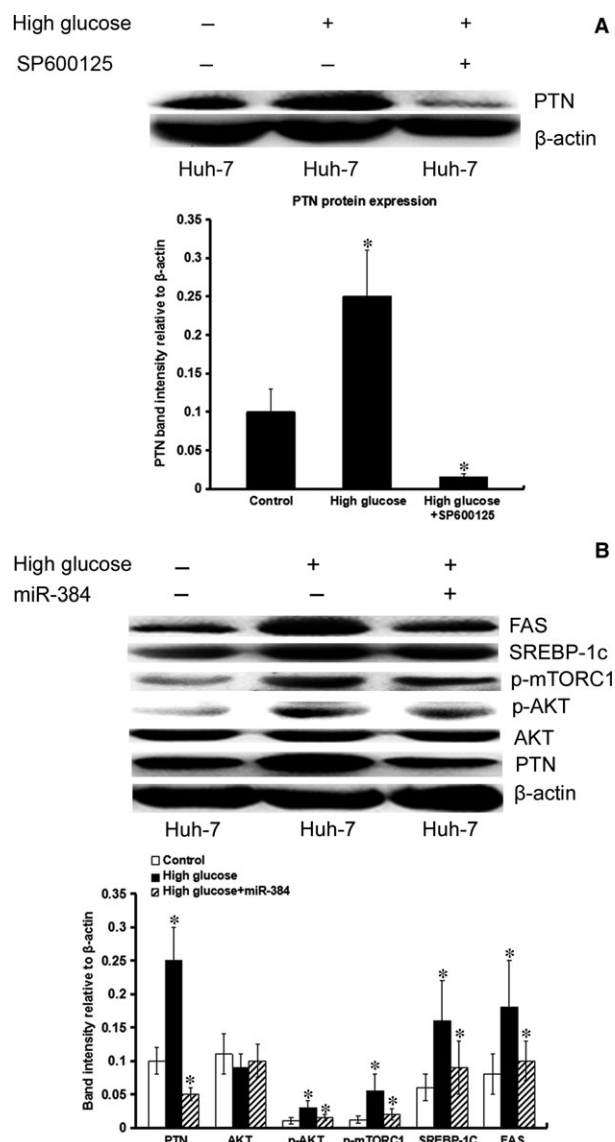 High glucose – + + A
SP600125 – – +
PTN
β-actin
Huh-7 Huh-7 Huh-7
PTN protein expression
PTN band intensity relative to β-actin
0.35
0.3
0.25
0.2
0.15
0.1
0.05
0
* *
Control High glucose High glucose
+SP600125
B
High glucose – + +
miR-384 – – +
FAS
SREBP-1c
p-mTORC1
p-AKT
AKT
PTN
β-actin
Huh-7 Huh-7 Huh-7
Control
High glucose
High glucose+miR-384
Band intensity relative to β-actin
0.35
0.3
0.25
0.2
0.15
0.1
0.05
0
* * * * * * * * * *
PTN AKT p-AKT p-mTORC1 SREBP-1C FAS